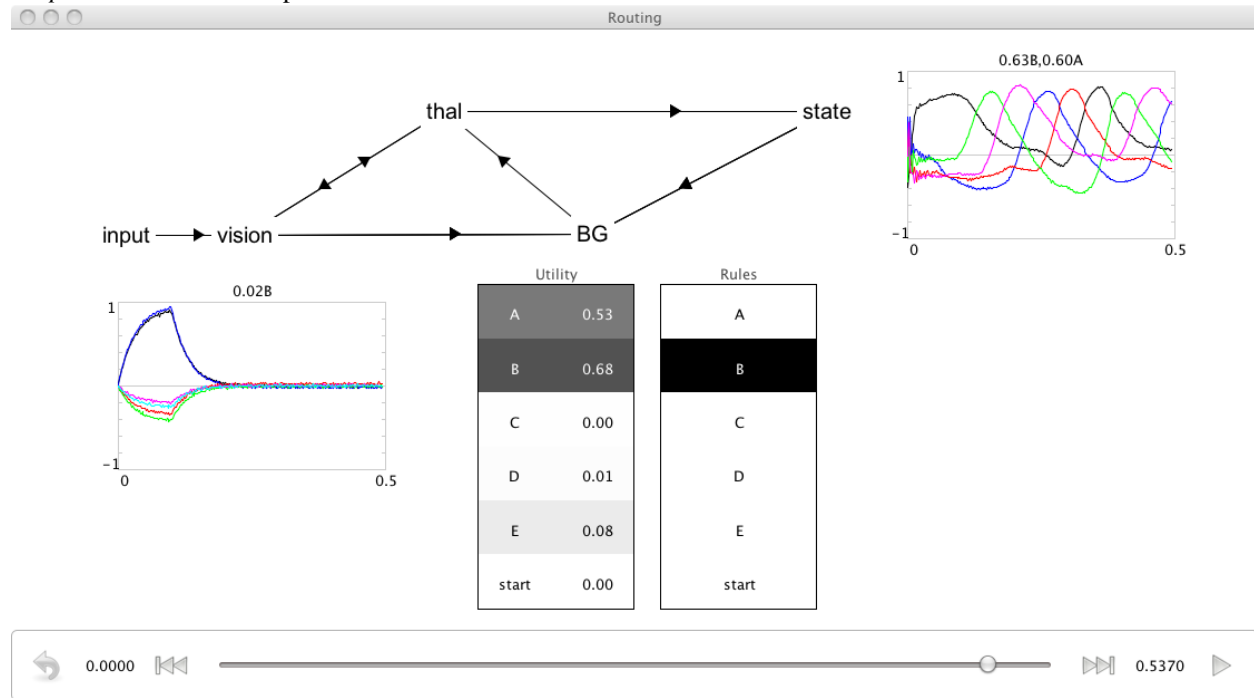 Routing
0.63B,0.60A
1
-1
0
0.5
thal
state
input
vision
BG
0.02B
1
-1
0
0.5
Utility
A 0.53
B 0.68
C 0.00
D 0.01
E 0.08
start 0.00
Rules
A
B
C
D
E
start
0.0000
0.5370